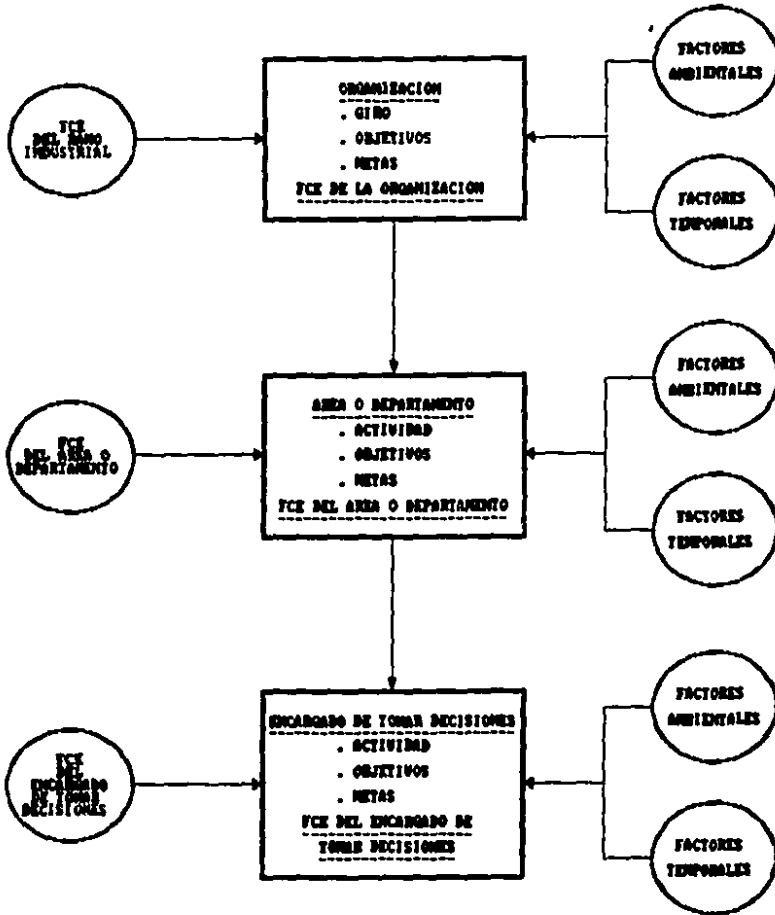 FCE
DEL RAMO
INDUSTRIAL
ORGANIZACION
. GIRO
. OBJETIVOS
. METAS
FCE DE LA ORGANIZACION
FACTORES
AMBIENTALES
FACTORES
TEMPORALES
FCE
DEL AREA O
DEPARTAMENTO
AREA O DEPARTAMENTO
. ACTIVIDAD
. OBJETIVOS
. METAS
FCE DEL AREA O DEPARTAMENTO
FACTORES
AMBIENTALES
FACTORES
TEMPORALES
FCE
DEL
ENCARGADO
DE TOMAR
DECISIONES
ENCARGADO DE TOMAR DECISIONES
. ACTIVIDAD
. OBJETIVOS
. METAS
FCE DEL ENCARGADO DE
TOMAR DECISIONES
FACTORES
AMBIENTALES
FACTORES
TEMPORALES